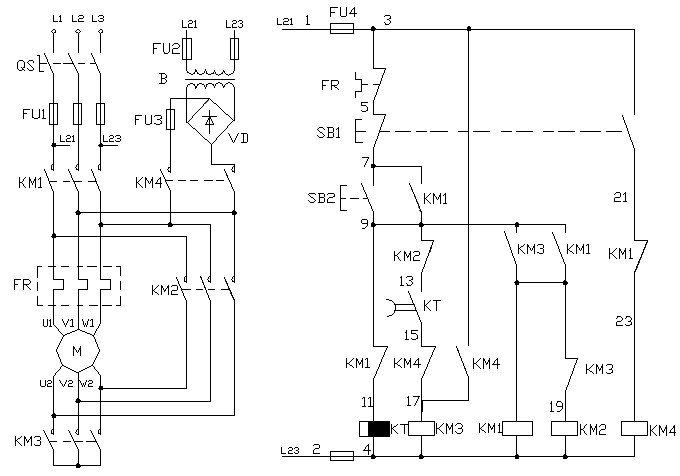 L1 L2 L3 L21 L23 L21 1 FU4 3
QS FU2 B FR
FU1 FU3 VD 5
L21 L23 SB1
KM1 KM4 7
SB2 KM1 21
9
KM2 KM3 KM1 KM1
FR KM2 13
KT
U1 V1 W1 15 23
M KM1 KM4 KM4 KM3
U2 V2 W2
11 17 19
KM3 KT KM3 KM1 KM2 KM4
L23 2 4